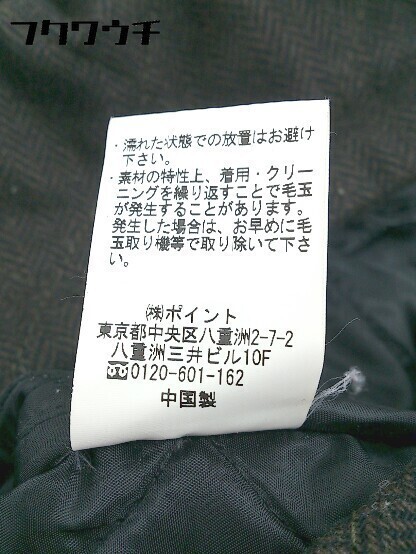 フクワウチ
・濡れた状態での放置はお避け
下さい。
・素材の特性上、着用・クリー
ニングを繰り返すことで毛玉
が発生することがあります。
発生した場合は、お早めに毛
玉取り機等で取り除いて下さ
い。
㈱ポイント
東京都中央区八重洲2-7-2
八重洲三井ビル10F
0120-601-162
中国製